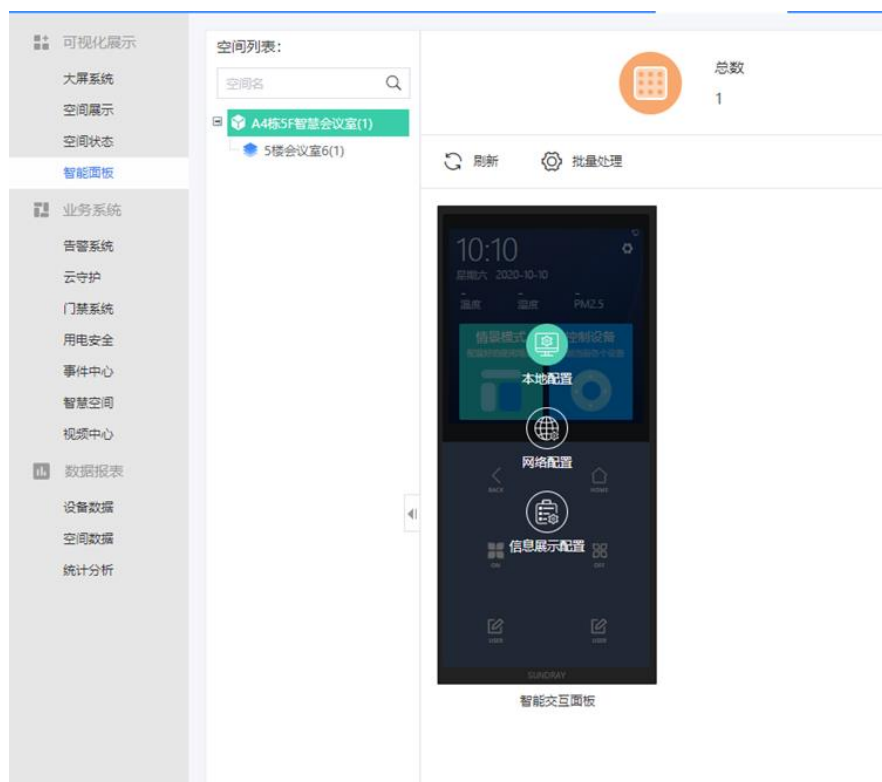 可视化展示
大屏系统
空间展示
空间状态
智能面板
业务系统
告警系统
云守护
门禁系统
用电安全
事件中心
智慧空间
视频中心
数据报表
设备数据
空间数据
统计分析
空间列表:
空间名
A4栋5F智慧会议室(1)
5楼会议室6(1)
总数
1
刷新
批量处理
10:10
星期六 2020-10-10
温度 湿度 PM2.5
情景模式 控制设备
本地配置
网络配置
BACK HOME
信息展示配置
ON OFF
USER USER
SUNDRAY
智能交互面板